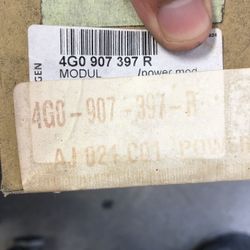 GEN
4G0 907 397 R
MODUL /power mod
4G0-907-397-R
AJ 021 C01 POWER